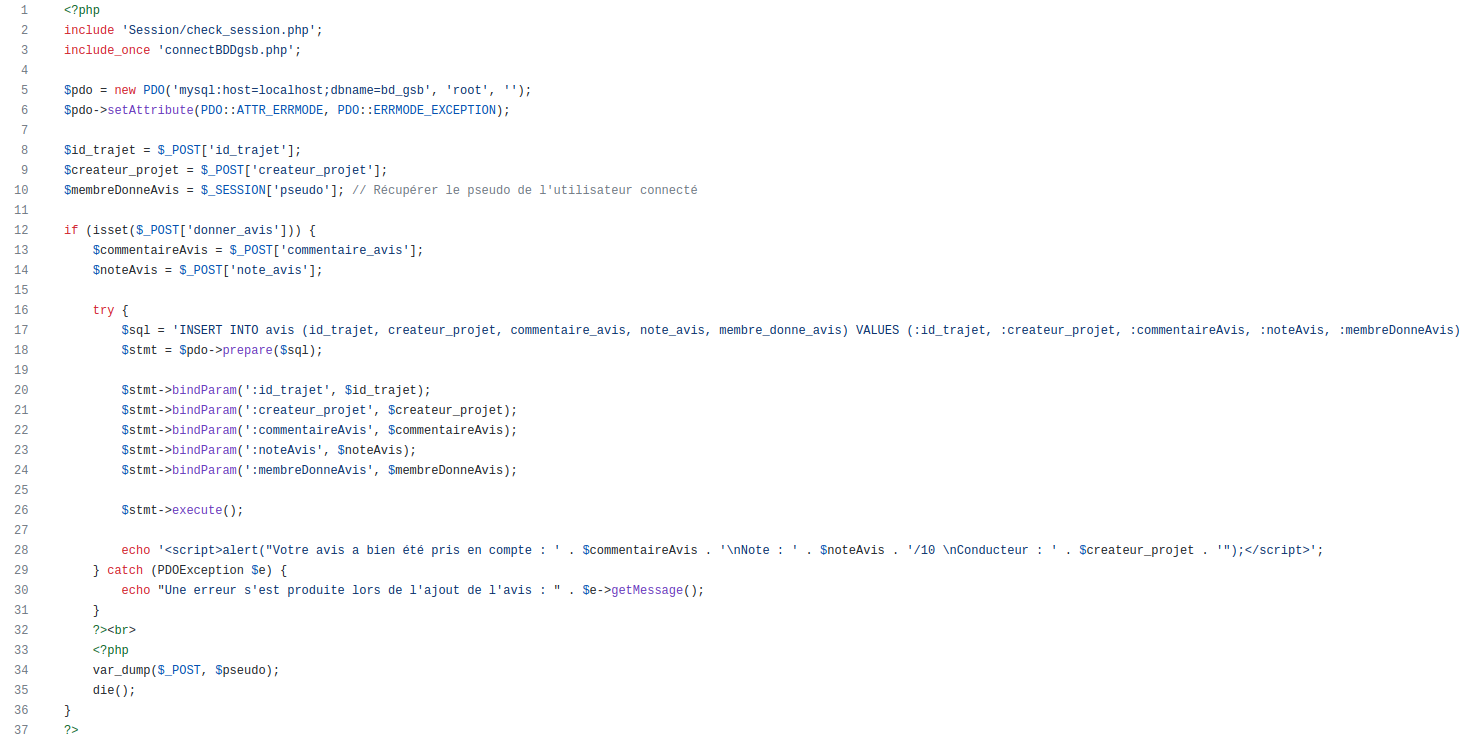 1 <?php
2 include 'Session/check_session.php';
3 include_once 'connectBDDgsb.php';
4
5 $pdo = new PDO('mysql:host=localhost;dbname=bd_gsb', 'root', '');
6 $pdo->setAttribute(PDO::ATTR_ERRMODE, PDO::ERRMODE_EXCEPTION);
7
8 $id_trajet = $_POST['id_trajet'];
9 $createur_projet = $_POST['createur_projet'];
10 $membreDonneAvis = $_SESSION['pseudo']; // Récupérer le pseudo de l'utilisateur connecté
11
12 if (isset($_POST['donner_avis'])) {
13     $commentaireAvis = $_POST['commentaire_avis'];
14     $noteAvis = $_POST['note_avis'];
15
16     try {
17         $sql = 'INSERT INTO avis (id_trajet, createur_projet, commentaire_avis, note_avis, membre_donne_avis) VALUES (:id_trajet, :createur_projet, :commentaireAvis, :noteAvis, :membreDonneAvis)
18         $stmt = $pdo->prepare($sql);
19
20         $stmt->bindParam(':id_trajet', $id_trajet);
21         $stmt->bindParam(':createur_projet', $createur_projet);
22         $stmt->bindParam(':commentaireAvis', $commentaireAvis);
23         $stmt->bindParam(':noteAvis', $noteAvis);
24         $stmt->bindParam(':membreDonneAvis', $membreDonneAvis);
25
26         $stmt->execute();
27
28         echo '<script>alert("Votre avis a bien été pris en compte : ' . $commentaireAvis . '\nNote : ' . $noteAvis . '/10 \nConducteur : ' . $createur_projet . '");</script>';
29     } catch (PDOException $e) {
30         echo "Une erreur s'est produite lors de l'ajout de l'avis : " . $e->getMessage();
31     }
32     ?><br>
33     <?php
34     var_dump($_POST, $pseudo);
35     die();
36 }
37 ?>